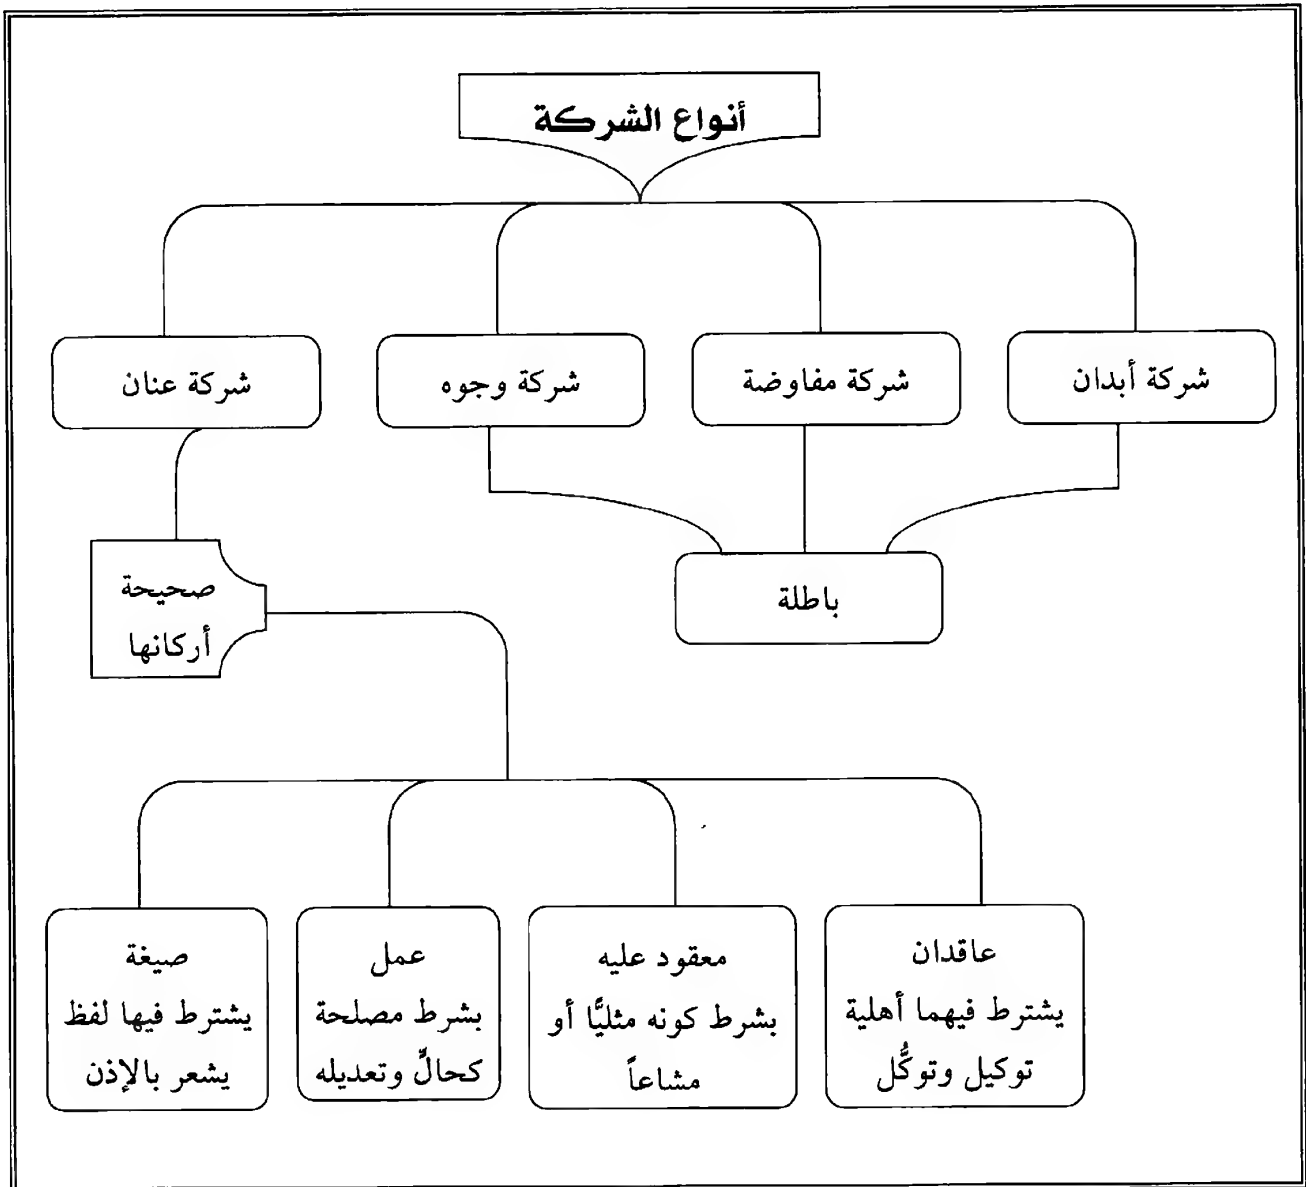 أنواع الشركة
شركة أبدان
شركة مفاوضة
شركة وجوه
شركة عنان
باطلة
صحيحة
أركانها
عاقدان
يشترط فيهما أهلية
توكيل وتوكُّل
معقود عليه
بشرط كونه مثليًّا أو
مشاعاً
عمل
بشرط مصلحة
كحالٍّ وتعديله
صيغة
يشترط فيها لفظ
يشعر بالإذن